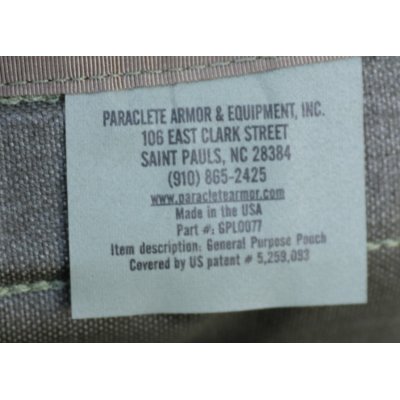 PARACLETE ARMOR & EQUIPMENT, INC.
106 EAST CLARK STREET
SAINT PAULS, NC 28384
(910) 865-2425
www.paracletearmor.com
Made in the USA
Part #: GPL0077
Item description: General Purpose Pouch
Covered by US patent # 5,259,093